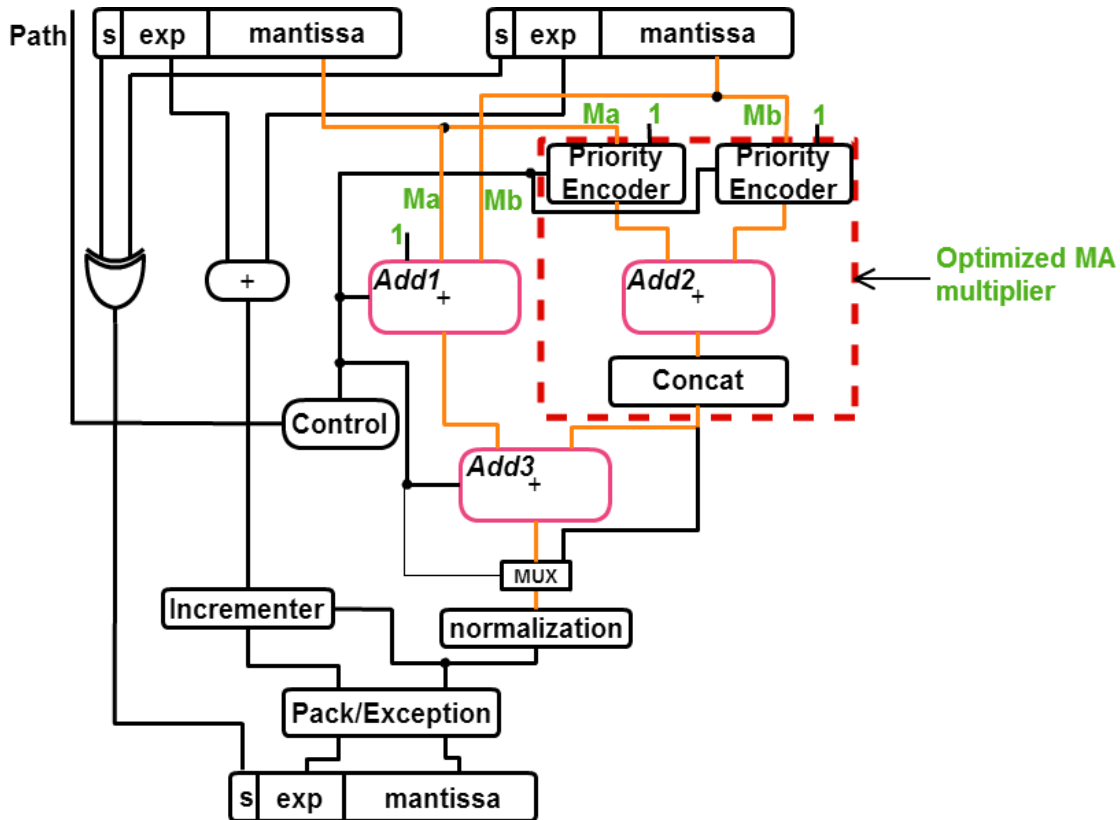 Path
s exp mantissa
s exp mantissa
Ma 1
Mb 1
Priority
Encoder
Priority
Encoder
Ma Mb
1
Add1
+
Add2
+
+
Optimized MA
multiplier
Concat
Control
Add3
+
MUX
Incrementer
normalization
Pack/Exception
s exp mantissa